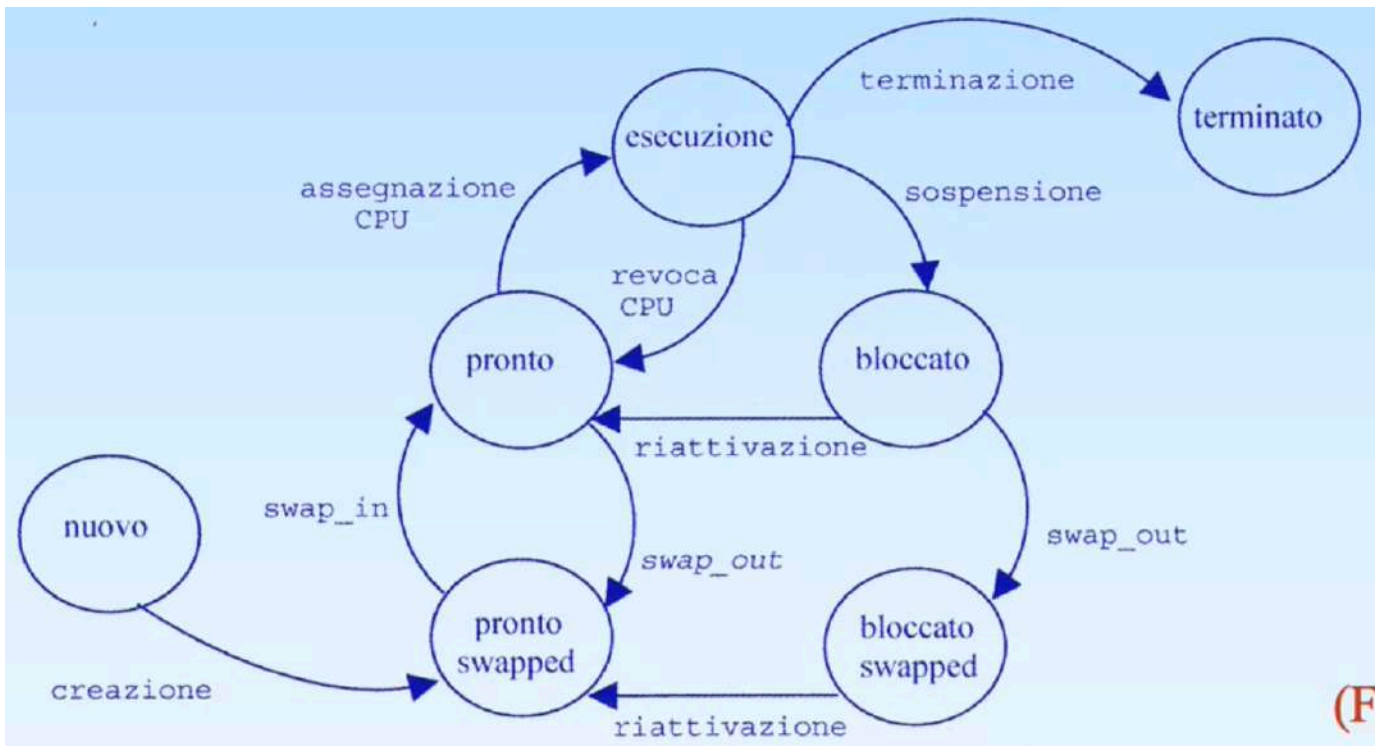 terminazione
esecuzione
terminato
assegnazione
CPU
sospensione
revoca
CPU
pronto
bloccato
riattivazione
swap_in
nuovo
swap_out
swap_out
pronto
swapped
bloccato
swapped
creazione
riattivazione
(F